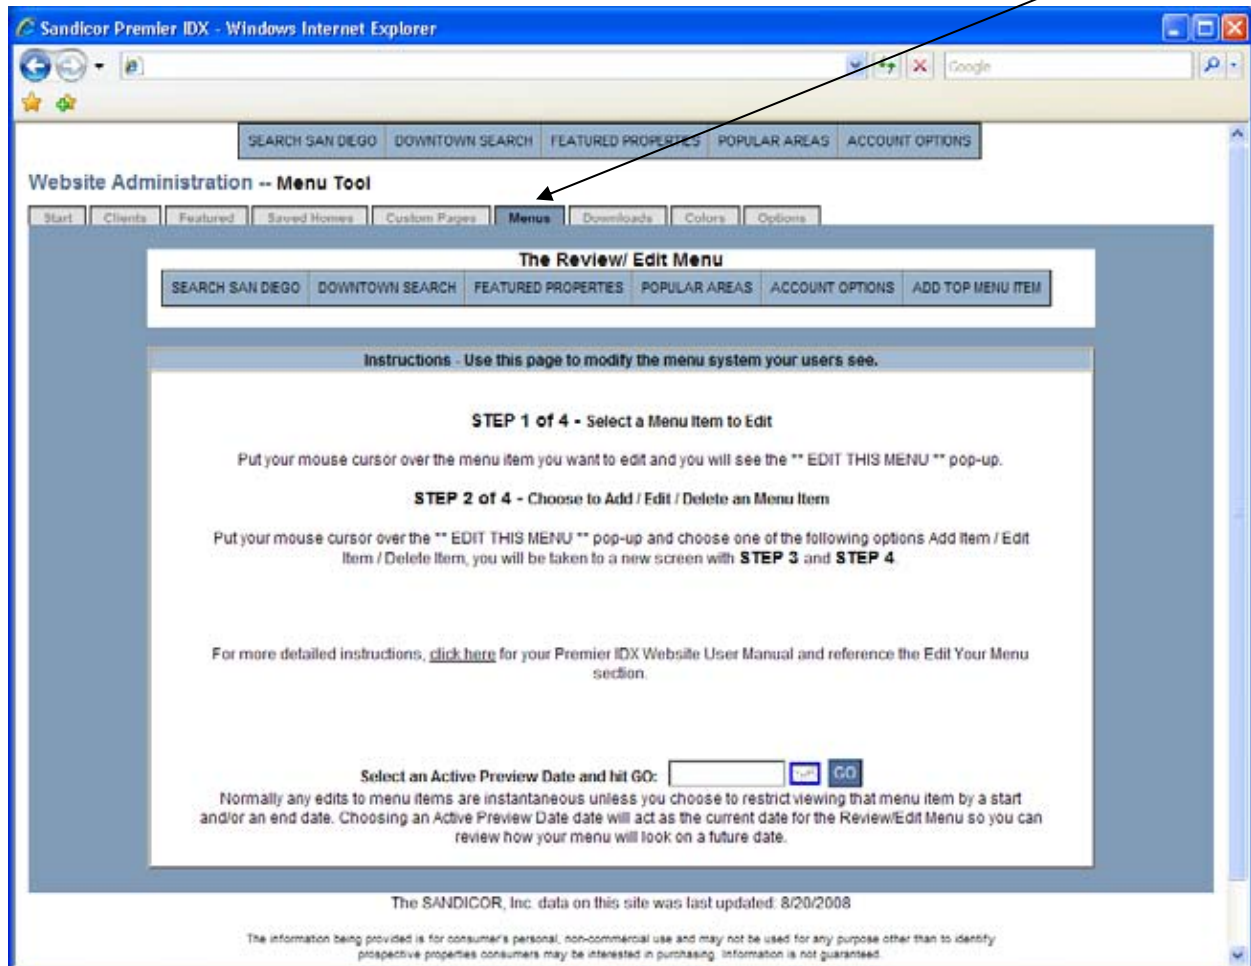 Sandicor Premier IDX - Windows Internet Explorer
Google
SEARCH SAN DIEGO DOWNTOWN SEARCH FEATURED PROPERTIES POPULAR AREAS ACCOUNT OPTIONS
Website Administration -- Menu Tool
Start Clients Featured Saved Homes Custom Pages Menus Downloads Colors Options
The Review/ Edit Menu
SEARCH SAN DIEGO DOWNTOWN SEARCH FEATURED PROPERTIES POPULAR AREAS ACCOUNT OPTIONS ADD TOP MENU ITEM
Instructions - Use this page to modify the menu system your users see.
STEP 1 of 4 - Select a Menu Item to Edit
Put your mouse cursor over the menu item you want to edit and you will see the ** EDIT THIS MENU ** pop-up.
STEP 2 of 4 - Choose to Add / Edit / Delete an Menu Item
Put your mouse cursor over the ** EDIT THIS MENU ** pop-up and choose one of the following options Add Item / Edit
Item / Delete Item, you will be taken to a new screen with STEP 3 and STEP 4.
For more detailed instructions, click here for your Premier IDX Website User Manual and reference the Edit Your Menu
section.
Select an Active Preview Date and hit GO: GO
Normally any edits to menu items are instantaneous unless you choose to restrict viewing that menu item by a start
and/or an end date. Choosing an Active Preview Date date will act as the current date for the Review/Edit Menu so you can
review how your menu will look on a future date.
The SANDICOR, Inc. data on this site was last updated: 8/20/2008
The information being provided is for consumer's personal, non-commercial use and may not be used for any purpose other than to identify
prospective properties consumers may be interested in purchasing. Information is not guaranteed.